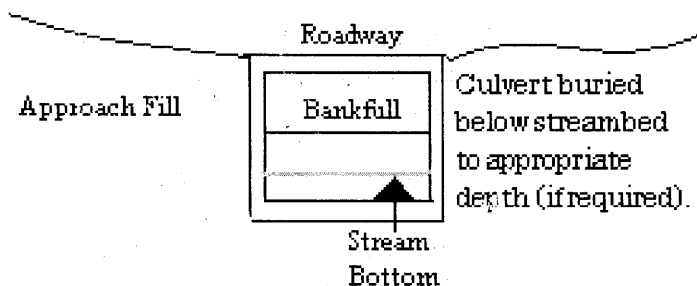 Roadway
Approach Fill
Bankfull
Culvert buried
below streambed
to appropriate
depth (if required).
Stream
Bottom